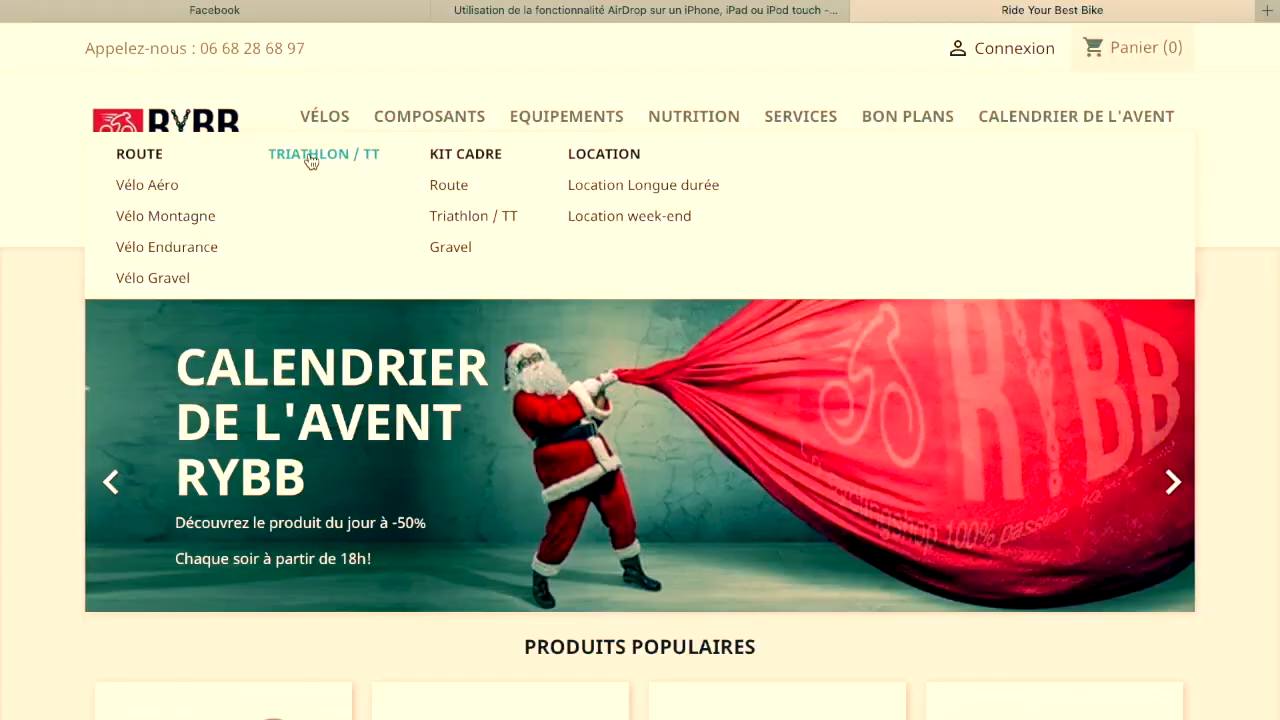 Facebook
Utilisation de la fonctionnalité AirDrop sur un iPhone, iPad ou iPod touch -...
Ride Your Best Bike
Appelez-nous : 06 68 28 68 97
Connexion
Panier (0)
RYBB
VÉLOS
COMPOSANTS
EQUIPEMENTS
NUTRITION
SERVICES
BON PLANS
CALENDRIER DE L'AVENT
ROUTE
Vélo Aéro
Vélo Montagne
Vélo Endurance
Vélo Gravel
TRIATHLON / TT
KIT CADRE
Route
Triathlon / TT
Gravel
LOCATION
Location Longue durée
Location week-end
CALENDRIER
DE L'AVENT
RYBB
Découvrez le produit du jour à -50%
Chaque soir à partir de 18h!
RYBB
100%
PRODUITS POPULAIRES